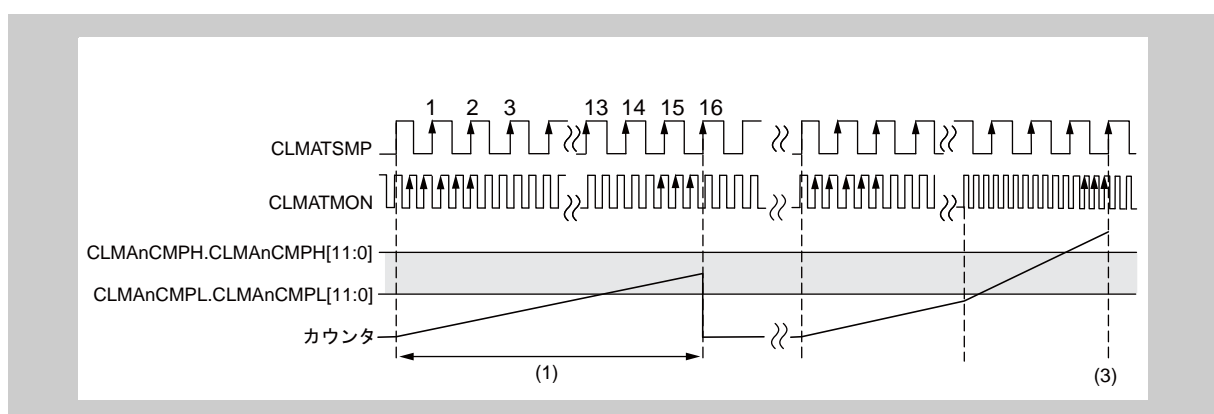 1 2 3 13 14 15 16
CLMATSMP
CLMATMON
CLMAnCMPH.CLMAnCMPH[11:0]
CLMAnCMPL.CLMAnCMPL[11:0]
カウンタ
(1) (3)